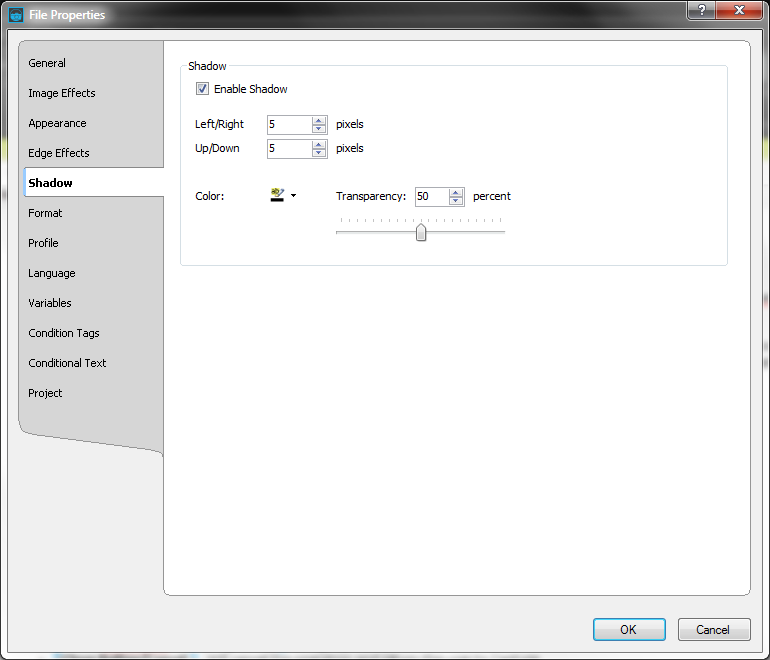 File Properties
?
General
Image Effects
Appearance
Edge Effects
Shadow
Format
Profile
Language
Variables
Condition Tags
Conditional Text
Project
Shadow
Enable Shadow
Left/Right 5 pixels
Up/Down 5 pixels
Color: Transparency: 50 percent
OK Cancel